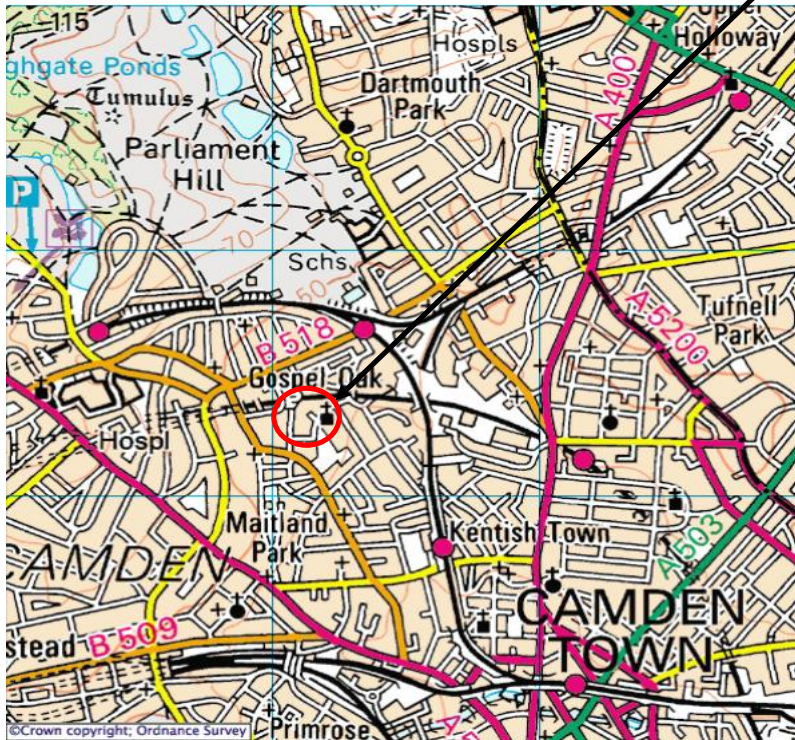 115
Hospls
Upper
Holloway
ghgate Ponds
Tumulus
Dartmouth
Park
A 400
Parliament
Hill
P
70
Schs
50
A 5200
Tufnell
Park
B 518
Gospel Oak
Hospl
Maitland
Park
Kentish Town
A 503
CAMDEN
CAMDEN
TOWN
stead
B 509
Primrose
©Crown copyright; Ordnance Survey